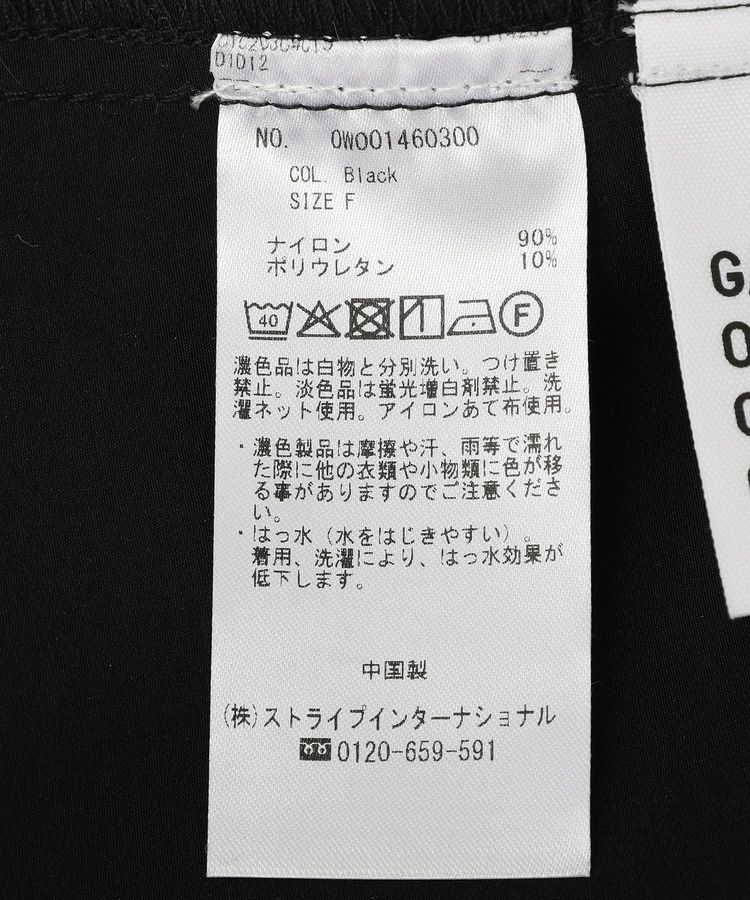 D1D12
NO. OW001460300
COL. Black
SIZE F
ナイロン 90%
ポリウレタン 10%
40 F
濃色品は白物と分別洗い。つけ置き
禁止。淡色品は蛍光増白剤禁止。洗
濯ネット使用。アイロンあて布使用。
・濃色製品は摩擦や汗、雨等で濡れ
た際に他の衣類や小物類に色が移
る事がありますのでご注意くださ
い。
・はっ水（水をはじきやすい）。
着用、洗濯により、はっ水効果が
低下します。
中国製
(株)ストライプインターナショナル
0120-659-591
G
O